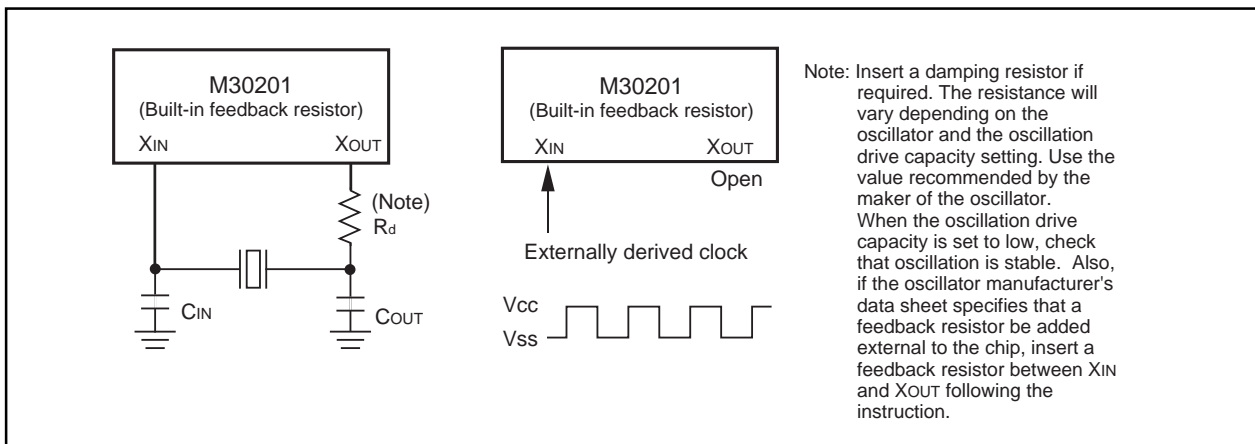 M30201
(Built-in feedback resistor)
XIN
XOUT
(Note)
Rd
CIN
COUT
M30201
(Built-in feedback resistor)
XIN
XOUT
Open
Externally derived clock
Vcc
Vss
Note: Insert a damping resistor if
required. The resistance will
vary depending on the
oscillator and the oscillation
drive capacity setting. Use the
value recommended by the
maker of the oscillator.
When the oscillation drive
capacity is set to low, check
that oscillation is stable. Also,
if the oscillator manufacturer's
data sheet specifies that a
feedback resistor be added
external to the chip, insert a
feedback resistor between XIN
and XOUT following the
instruction.